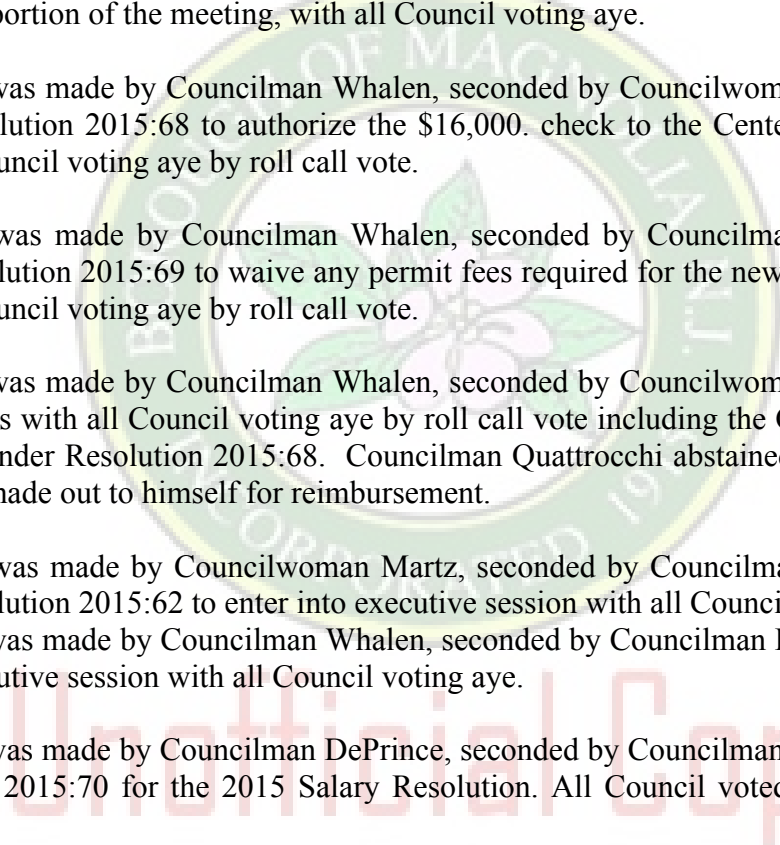 portion of the meeting, with all Council voting aye.
was made by Councilman Whalen, seconded by Councilwom
lution 2015:68 to authorize the $16,000. check to the Cente
uncil voting aye by roll call vote.
was made by Councilman Whalen, seconded by Councilma
lution 2015:69 to waive any permit fees required for the new
uncil voting aye by roll call vote.
was made by Councilman Whalen, seconded by Councilwom
s with all Council voting aye by roll call vote including the C
nder Resolution 2015:68. Councilman Quattrocchi abstained
made out to himself for reimbursement.
was made by Councilwoman Martz, seconded by Councilma
lution 2015:62 to enter into executive session with all Counci
was made by Councilman Whalen, seconded by Councilman
utive session with all Council voting aye.
was made by Councilman DePrince, seconded by Councilman
2015:70 for the 2015 Salary Resolution. All Council voted
BOROUGH OF MAGNOLIA N.J.
INCORPORATED 19
Unofficial Cop